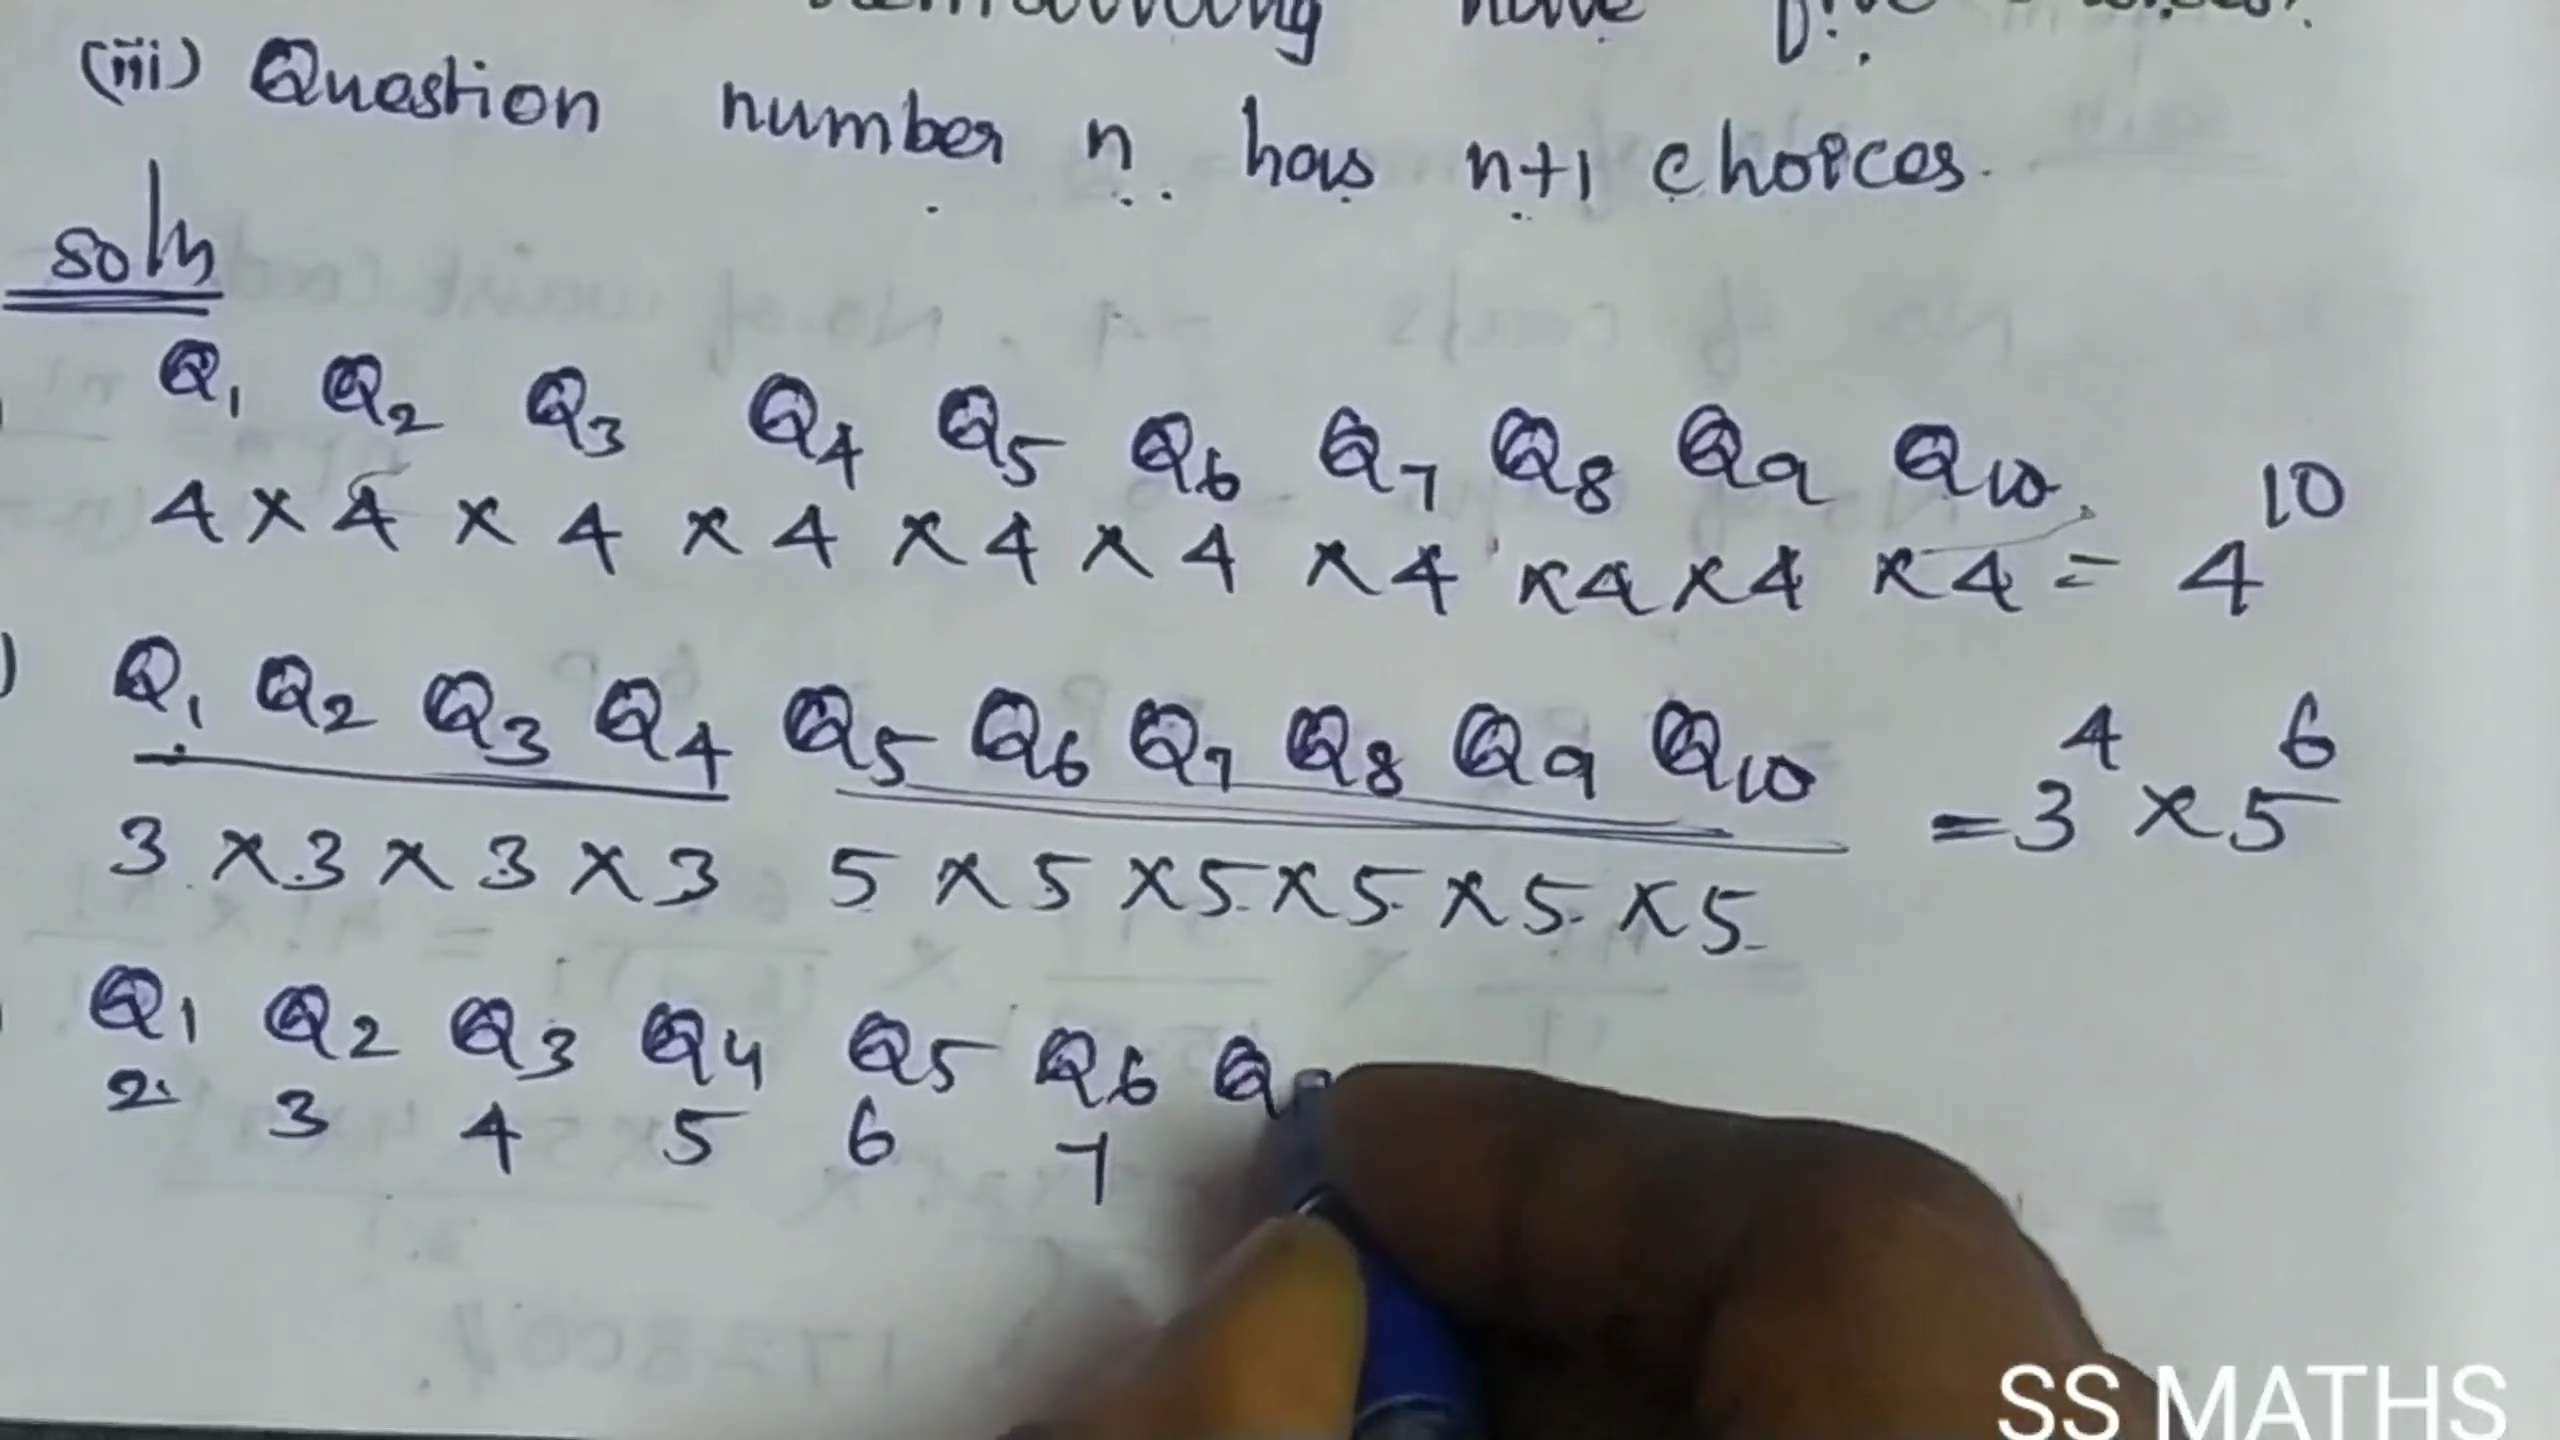 have five
(iii) Question number n has n+1 choices.
soln
Q1 Q2 Q3 Q4 Q5 Q6 Q7 Q8 Q9 Q10
4 × 4 × 4 × 4 × 4 × 4 × 4 × 4 × 4 × 4 = 4^10
) Q1 Q2 Q3 Q4 Q5 Q6 Q7 Q8 Q9 Q10
3 × 3 × 3 × 3 5 × 5 × 5 × 5 × 5 × 5 = 3^4 × 5^6
Q1 Q2 Q3 Q4 Q5 Q6 Q
2 3 4 5 6 7
SS MATHS